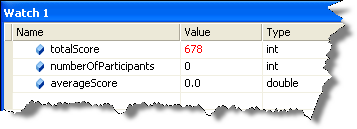 Watch 1
Name Value Type
totalScore 678 int
numberOfParticipants 0 int
averageScore 0.0 double